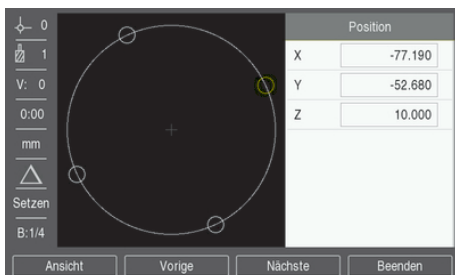 0
1
V: 0
0:00
mm
Setzen
B:1/4
Position
X -77.190
Y -52.680
Z 10.000
Ansicht Vorige Nächste Beenden